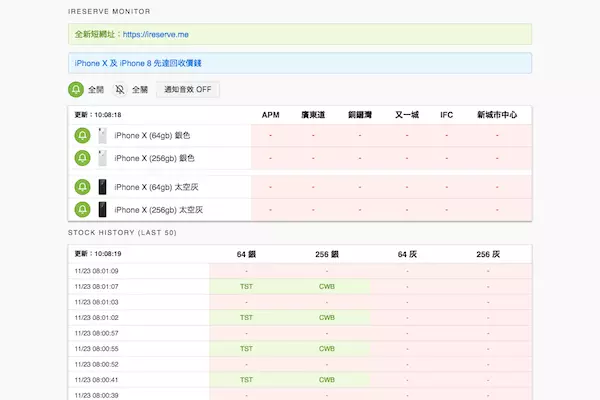 IRESERVE MONITOR
全新短網址：https://ireserve.me
iPhone X 及 iPhone 8 先達回收價錢
全開 全關 通知音效 OFF
更新：10:08:18 APM 廣東道 銅鑼灣 又一城 IFC 新城市中心
iPhone X (64gb) 銀色 - - - - - -
iPhone X (256gb) 銀色 - - - - - -
iPhone X (64gb) 太空灰 - - - - - -
iPhone X (256gb) 太空灰 - - - - - -
STOCK HISTORY (LAST 50)
更新：10:08:19 64 銀 256 銀 64 灰 256 灰
11/23 08:01:09 - - - -
11/23 08:01:07 TST CWB - -
11/23 08:01:03 - - - -
11/23 08:01:02 TST CWB - -
11/23 08:00:57 - - - -
11/23 08:00:55 TST CWB - -
11/23 08:00:52 - - - -
11/23 08:00:41 TST CWB - -
11/23 08:00:39 - - - -